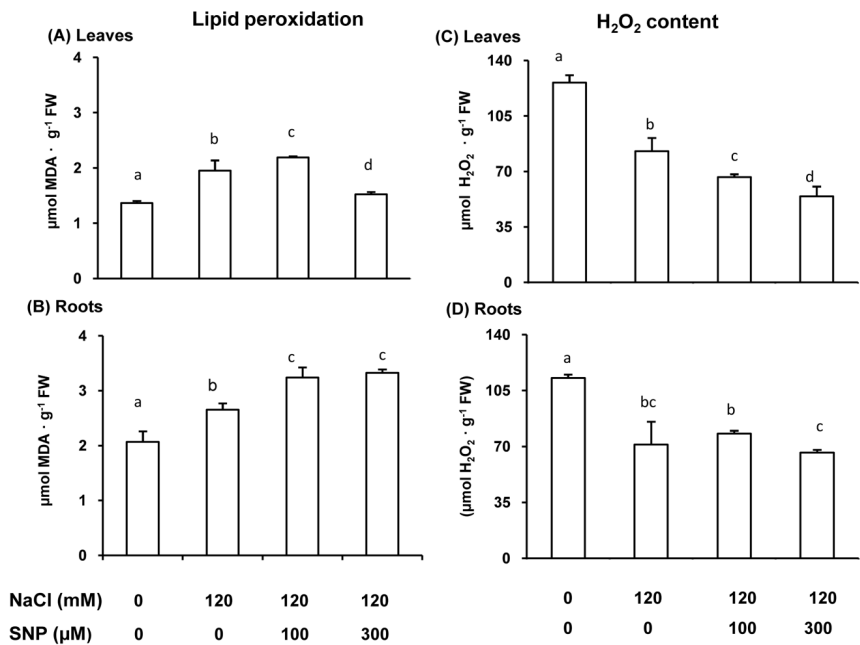 Lipid peroxidation
H₂O₂ content
(A) Leaves
µmol MDA · g⁻¹ FW
4
3
2
1
0
a
b
c
d
(C) Leaves
µmol H₂O₂ · g⁻¹ FW
140
105
70
35
0
a
b
c
d
(B) Roots
µmol MDA · g⁻¹ FW
4
3
2
1
0
a
b
c
c
(D) Roots
(µmol H₂O₂ · g⁻¹ FW)
140
105
70
35
0
a
bc
b
c
NaCl (mM) 0 120 120 120 0 120 120 120
SNP (µM) 0 0 100 300 0 0 100 300